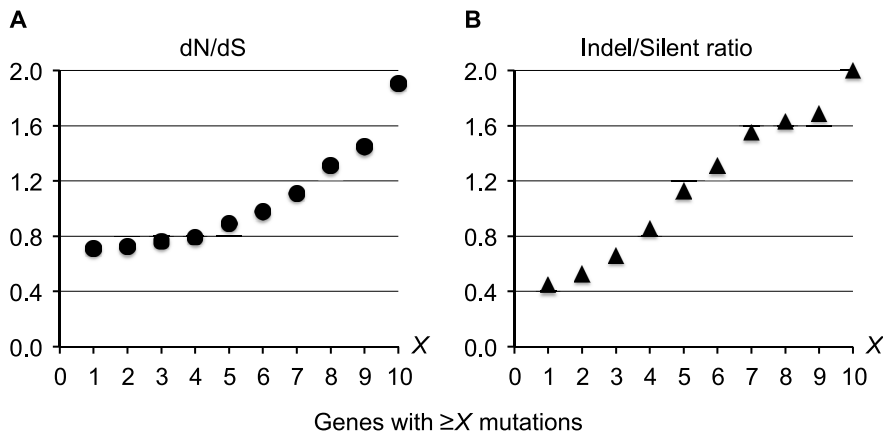 A
B
dN/dS
Indel/Silent ratio
2.0
1.6
1.2
0.8
0.4
0.0
0 1 2 3 4 5 6 7 8 9 10
X
2.0
1.6
1.2
0.8
0.4
0.0
0 1 2 3 4 5 6 7 8 9 10
X
Genes with ≥X mutations